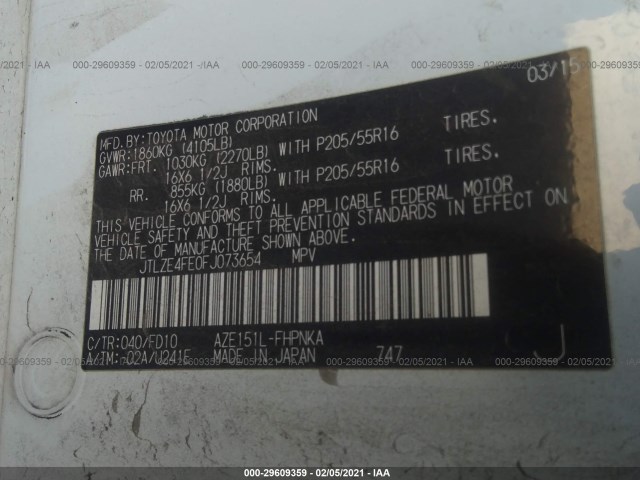 000-29609359 - 02/05/2021 - IAA
03/15
MFD.BY:TOYOTA MOTOR CORPORATION
GVWR:1860KG (4105LB)
GAWR:FRT. 1030KG (2270LB) WITH P205/55R16 TIRES.
16X6 1/2J RIMS.
RR. 855KG (1880LB) WITH P205/55R16 TIRES.
16X6 1/2J RIMS.
THIS VEHICLE CONFORMS TO ALL APPLICABLE FEDERAL MOTOR
VEHICLE SAFETY AND THEFT PREVENTION STANDARDS IN EFFECT ON
THE DATE OF MANUFACTURE SHOWN ABOVE.
JTLZE4FE0FJ073654 MPV
C/TR:040/FD10 AZE151L-FHPNKA
A/TM:-02A/U241E MADE IN JAPAN 747
J
000-29609359 - 02/05/2021 - IAA